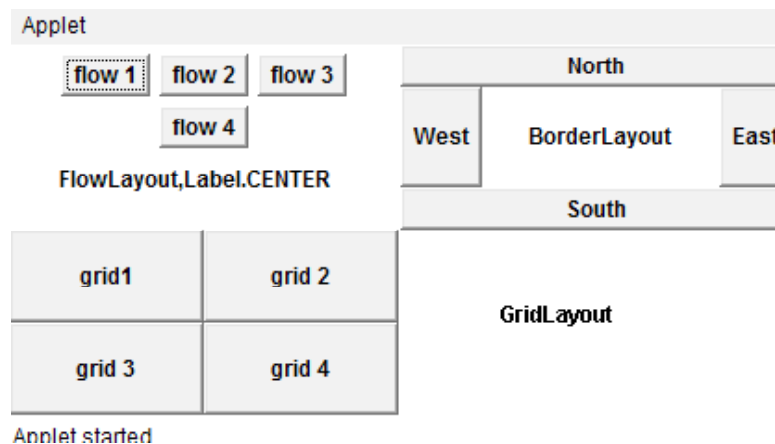 Applet
flow 1 flow 2 flow 3
flow 4
FlowLayout,Label.CENTER
North
West BorderLayout East
South
grid1 grid 2
grid 3 grid 4
GridLayout
Applet started